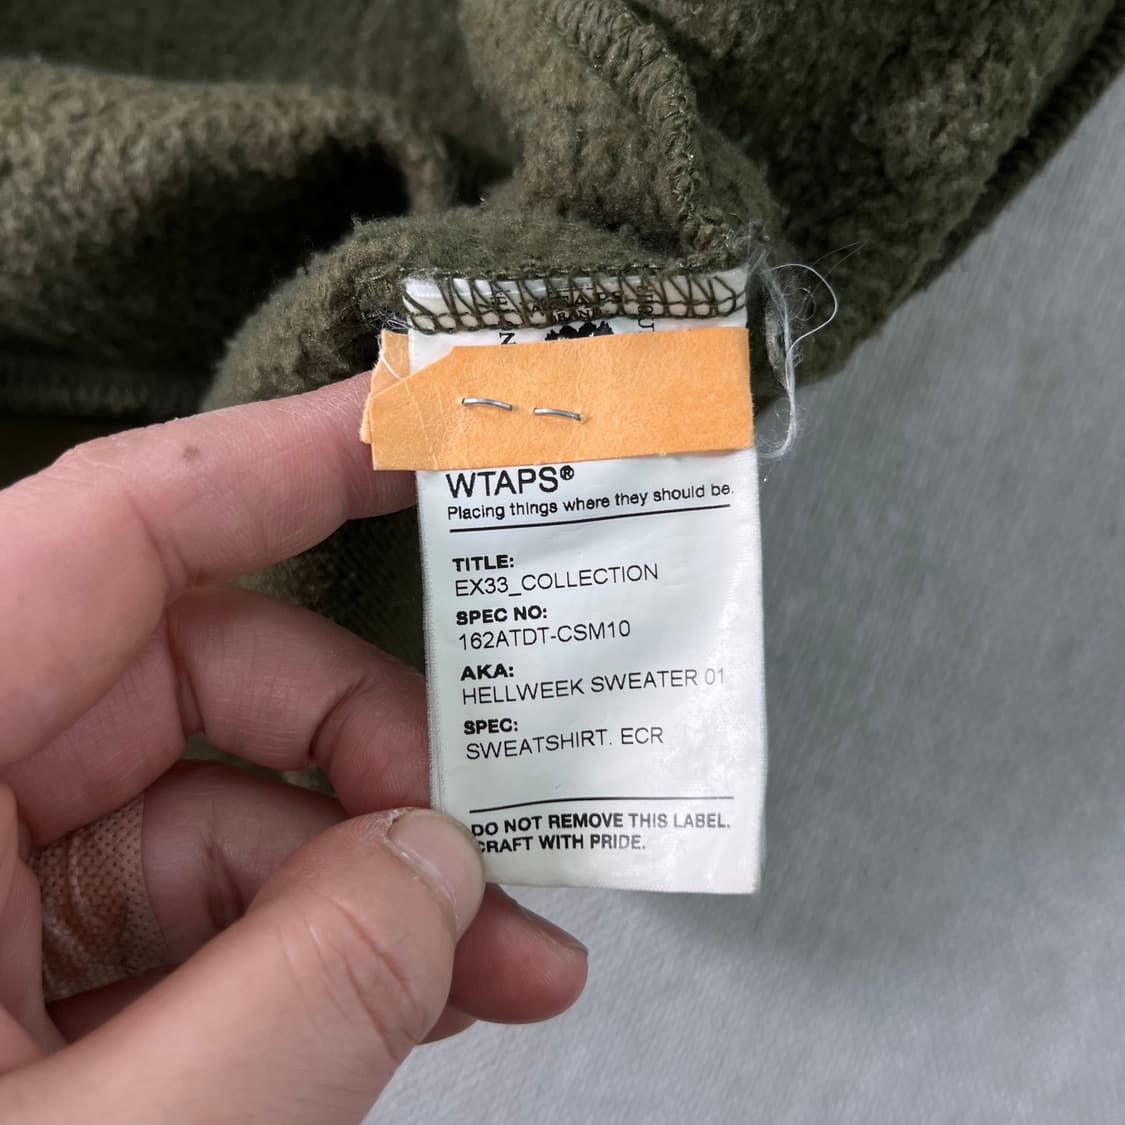 WTAPS®
Placing things where they should be.
TITLE:
EX33_COLLECTION
SPEC NO:
162ATDT-CSM10
AKA:
HELLWEEK SWEATER 01
SPEC:
SWEATSHIRT. ECR
DO NOT REMOVE THIS LABEL.
CRAFT WITH PRIDE.